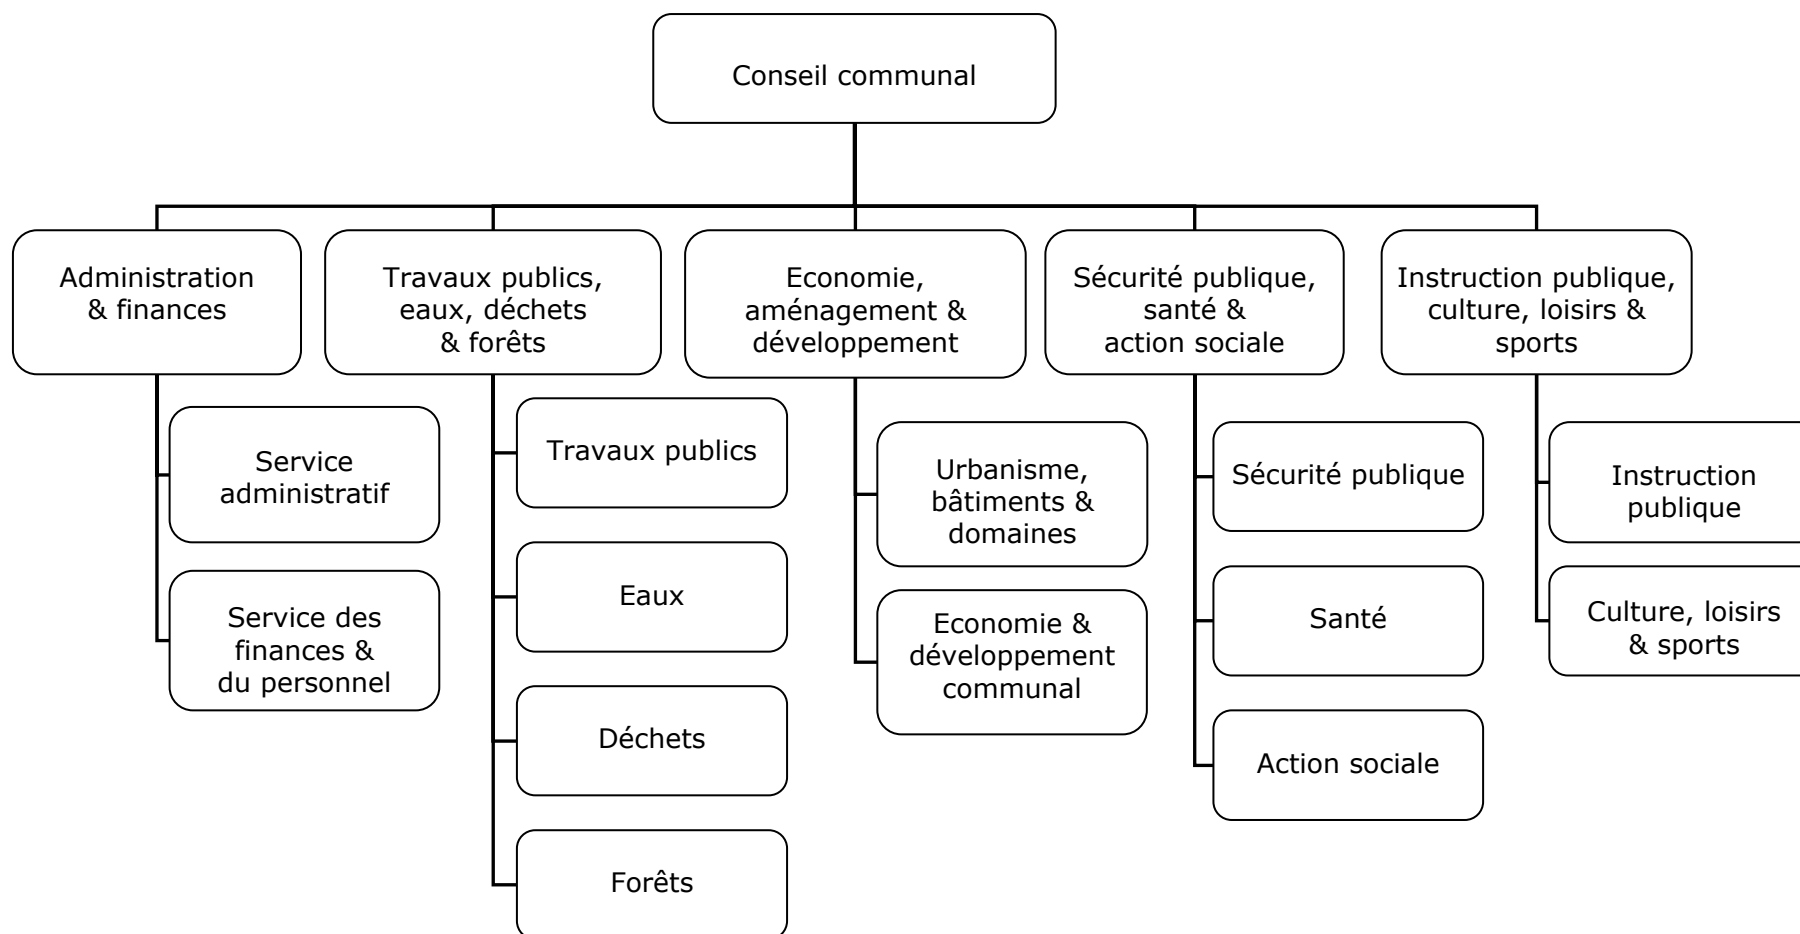 Conseil communal
Administration
& finances
Travaux publics,
eaux, déchets
& forêts
Economie,
aménagement &
développement
Sécurité publique,
santé &
action sociale
Instruction publique,
culture, loisirs &
sports
Service
administratif
Service des
finances &
du personnel
Travaux publics
Eaux
Déchets
Forêts
Urbanisme,
bâtiments &
domaines
Economie &
développement
communal
Sécurité publique
Santé
Action sociale
Instruction
publique
Culture, loisirs
& sports